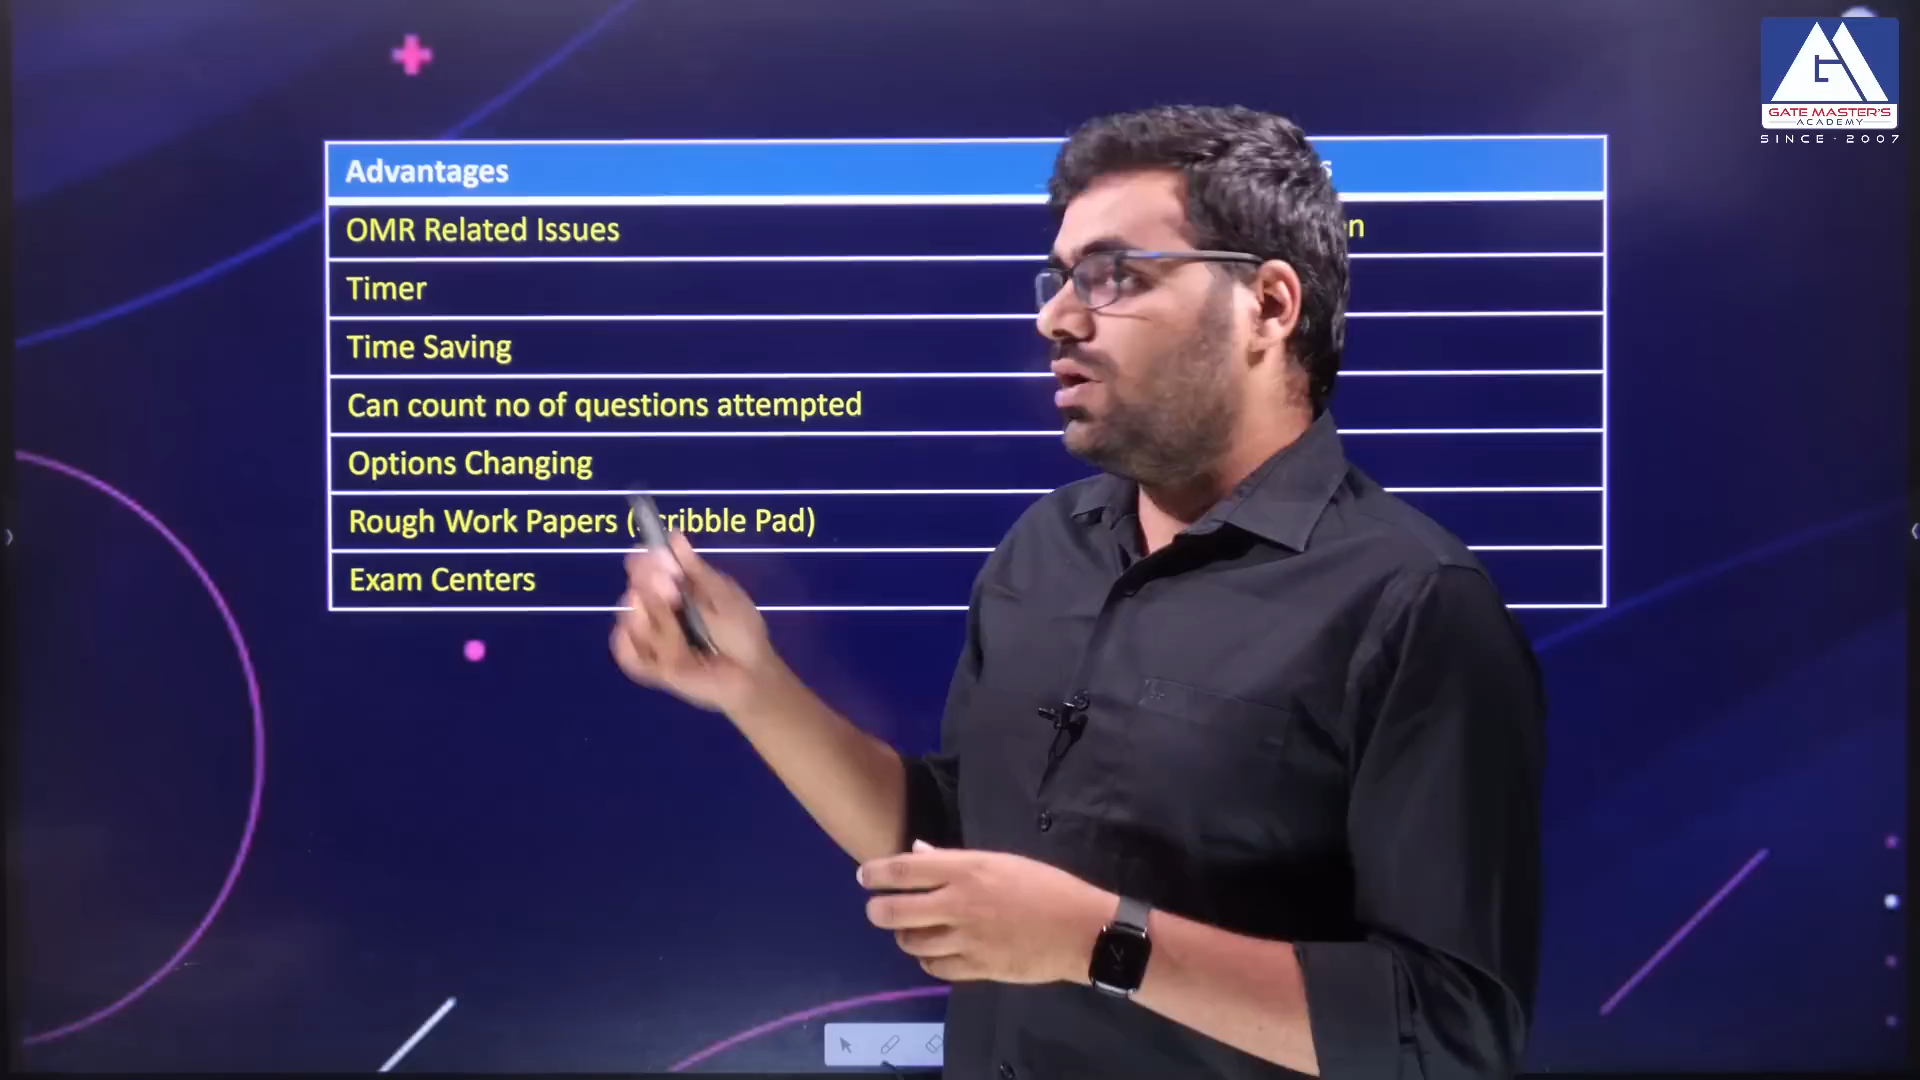 GATE MASTER'S
ACADEMY
SINCE - 2007
Advantages
OMR Related Issues
Timer
Time Saving
Can count no of questions attempted
Options Changing
Rough Work Papers (Scribble Pad)
Exam Centers